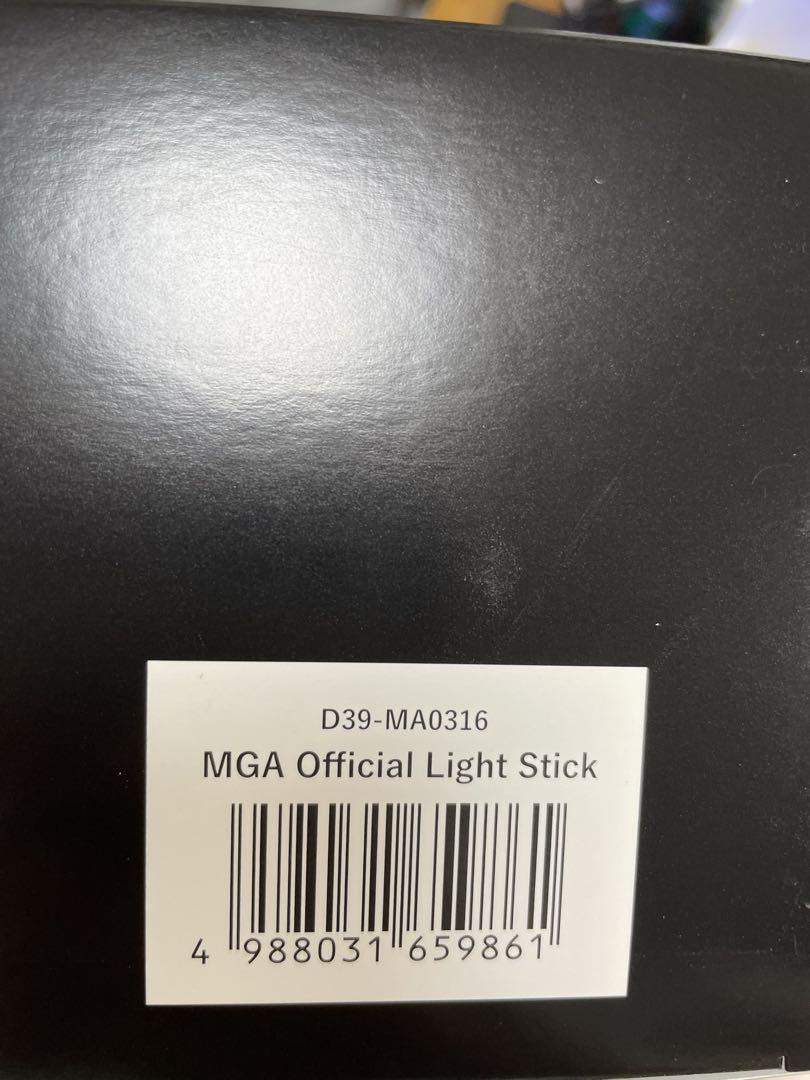 D39-MA0316
MGA Official Light Stick
4 988031 659861